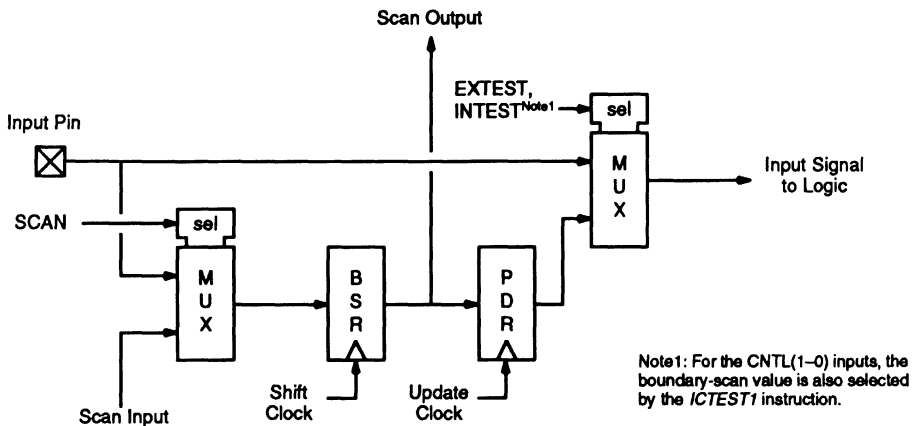 Scan Output
EXTEST,
INTEST^Note1
sel
Input Pin
M
U
X
Input Signal
to Logic
SCAN
sel
M
U
X
B
S
R
P
D
R
Shift
Clock
Update
Clock
Scan Input
Note1: For the CNTL(1–0) inputs, the
boundary-scan value is also selected
by the ICTEST1 instruction.